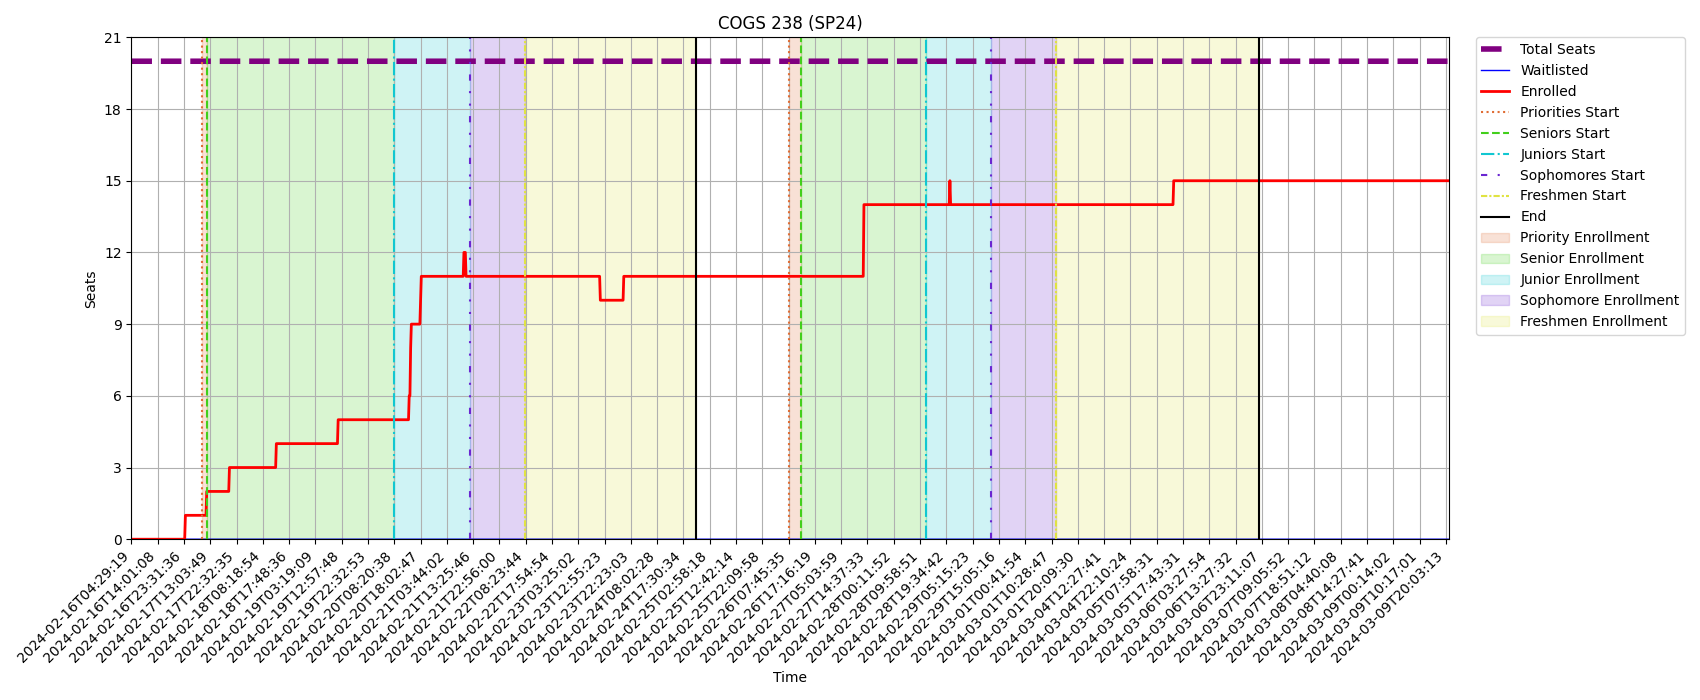 COGS 238 (SP24)
Seats
21
18
15
12
9
6
3
0
2024-02-16T04:29:19
2024-02-16T14:01:08
2024-02-16T23:31:36
2024-02-17T13:03:49
2024-02-17T22:32:35
2024-02-18T08:18:54
2024-02-18T17:48:36
2024-02-19T03:19:09
2024-02-19T12:57:48
2024-02-19T22:32:53
2024-02-20T08:20:38
2024-02-20T18:02:47
2024-02-21T03:44:02
2024-02-21T13:25:46
2024-02-21T22:56:00
2024-02-22T08:23:44
2024-02-22T17:54:54
2024-02-23T03:25:02
2024-02-23T12:55:23
2024-02-23T22:23:03
2024-02-24T08:02:28
2024-02-24T17:30:34
2024-02-25T02:58:18
2024-02-25T12:42:14
2024-02-25T22:09:58
2024-02-26T07:45:35
2024-02-26T17:16:19
2024-02-27T05:03:59
2024-02-27T14:37:33
2024-02-28T00:11:52
2024-02-28T09:58:51
2024-02-28T19:34:42
2024-02-29T05:15:23
2024-02-29T15:05:16
2024-03-01T00:41:54
2024-03-01T10:28:47
2024-03-01T20:09:30
2024-03-04T12:27:41
2024-03-04T22:10:24
2024-03-05T07:58:31
2024-03-05T17:43:31
2024-03-06T03:27:54
2024-03-06T13:27:32
2024-03-06T23:11:07
2024-03-07T09:05:52
2024-03-07T18:51:12
2024-03-08T04:40:08
2024-03-08T14:27:41
2024-03-09T00:14:02
2024-03-09T10:17:01
2024-03-09T20:03:13
Time
Total Seats
Waitlisted
Enrolled
Priorities Start
Seniors Start
Juniors Start
Sophomores Start
Freshmen Start
End
Priority Enrollment
Senior Enrollment
Junior Enrollment
Sophomore Enrollment
Freshmen Enrollment